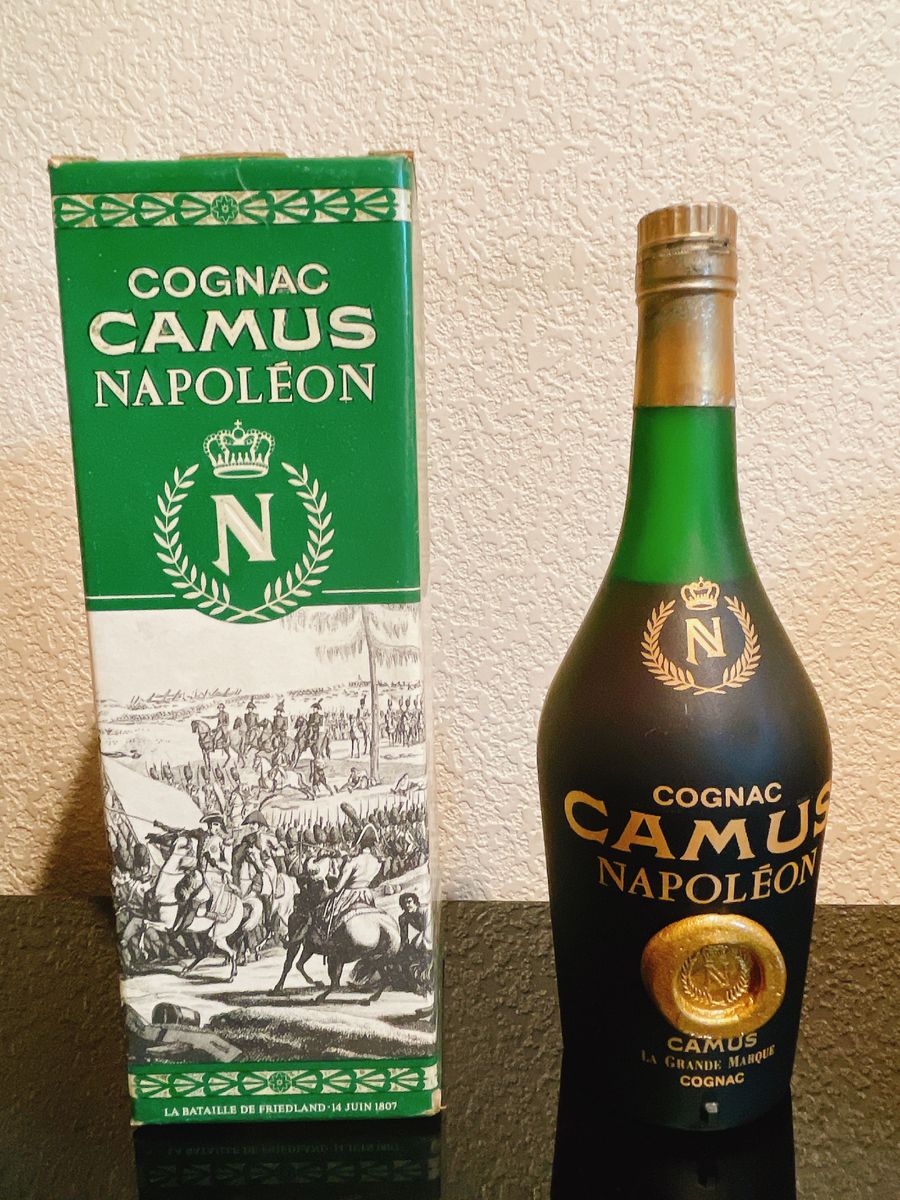 COGNAC
CAMUS
NAPOLÉON
N
LA BATAILLE DE FRIEDLAND · 14 JUIN 1807
N
COGNAC
CAMUS
NAPOLÉON
N
CAMUS
LA GRANDE MARQUE
COGNAC